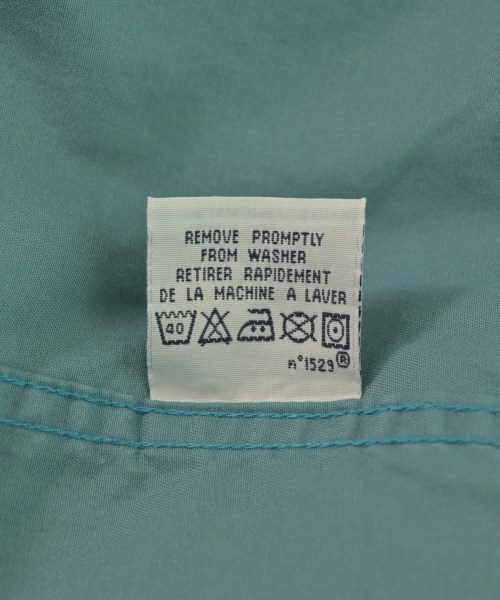 REMOVE PROMPTLY
FROM WASHER
RETIRER RAPIDEMENT
DE LA MACHINE A LAVER
40
n°1529®